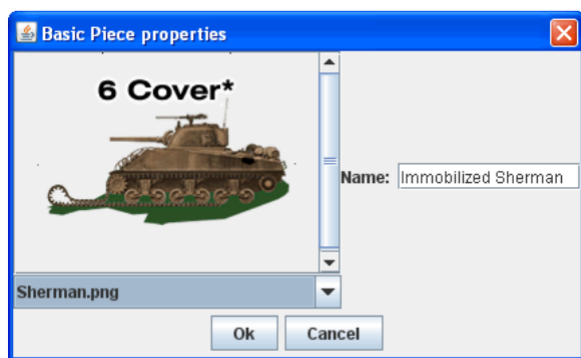 Basic Piece properties
6 Cover*
Name: Immobilized Sherman
Sherman.png
Ok Cancel